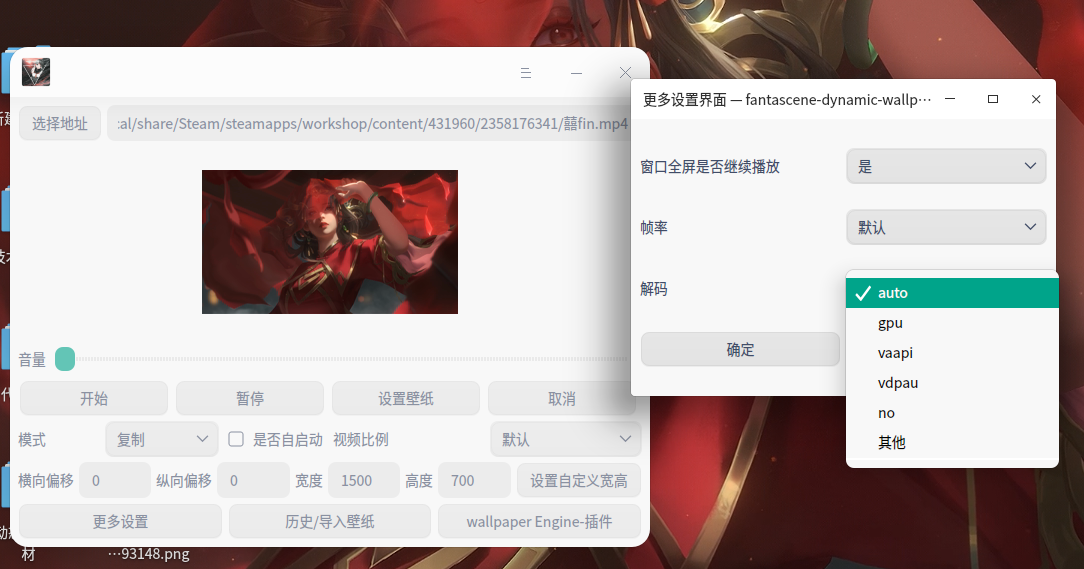 选择地址
:al/share/Steam/steamapps/workshop/content/431960/2358176341/囍fin.mp4
音量
开始
暂停
设置壁纸
取消
模式
复制
是否自启动
视频比例
默认
横向偏移
0
纵向偏移
0
宽度
1500
高度
700
设置自定义宽高
更多设置
历史/导入壁纸
wallpaper Engine-插件
材
…93148.png
更多设置界面 — fantascene-dynamic-wallp…
窗口全屏是否继续播放
是
帧率
默认
解码
auto
gpu
vaapi
vdpau
no
其他
确定